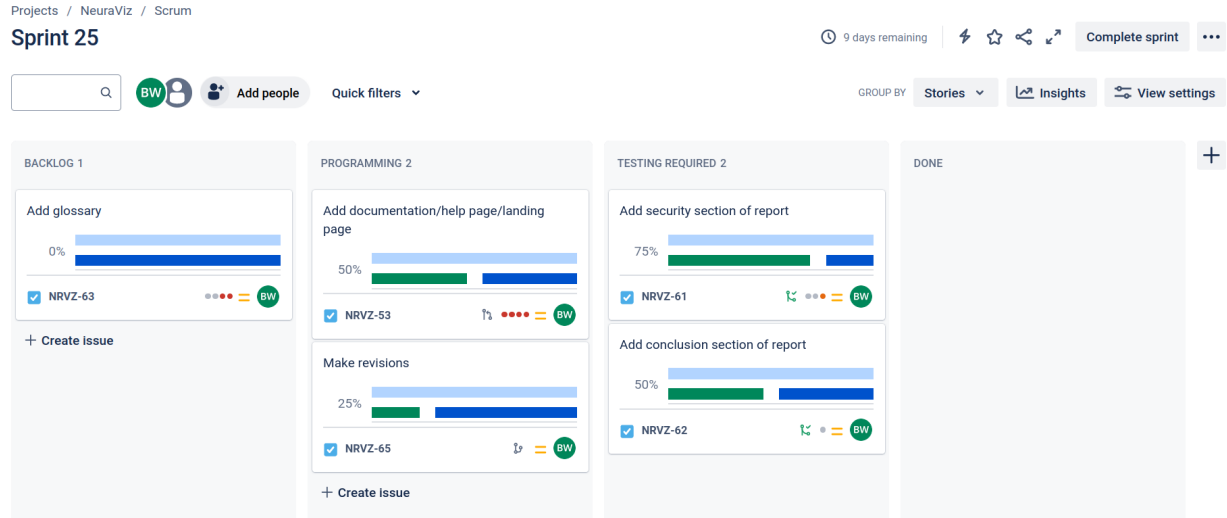 Projects / NeuraViz / Scrum
Sprint 25
9 days remaining
Complete sprint
BW
Add people
Quick filters
GROUP BY
Stories
Insights
View settings
BACKLOG 1
Add glossary
0%
NRVZ-63
BW
+ Create issue
PROGRAMMING 2
Add documentation/help page/landing
page
50%
NRVZ-53
BW
Make revisions
25%
NRVZ-65
BW
+ Create issue
TESTING REQUIRED 2
Add security section of report
75%
NRVZ-61
BW
Add conclusion section of report
50%
NRVZ-62
BW
DONE